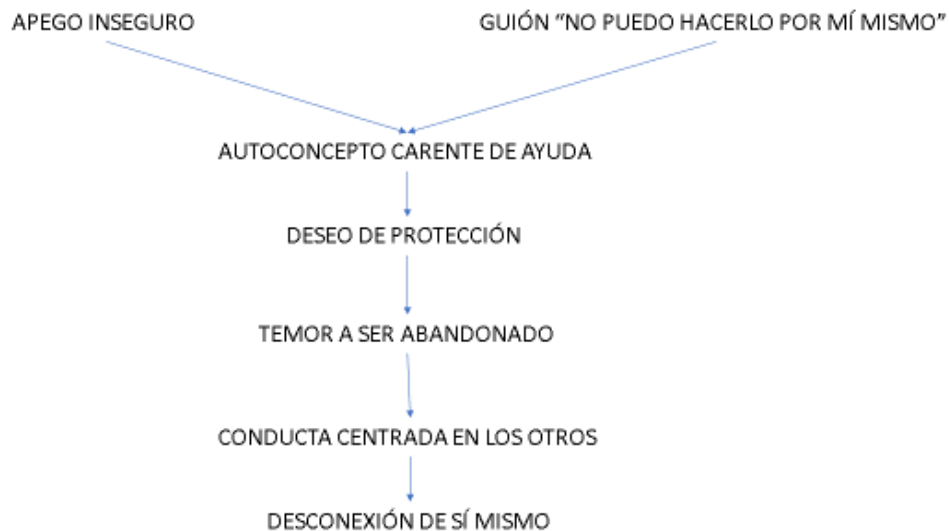 APEGO INSEGURO
GUIÓN "NO PUEDO HACERLO POR MÍ MISMO"
AUTOCONCEPTO CARENTE DE AYUDA
DESEO DE PROTECCIÓN
TEMOR A SER ABANDONADO
CONDUCTA CENTRADA EN LOS OTROS
DESCONEXIÓN DE SÍ MISMO